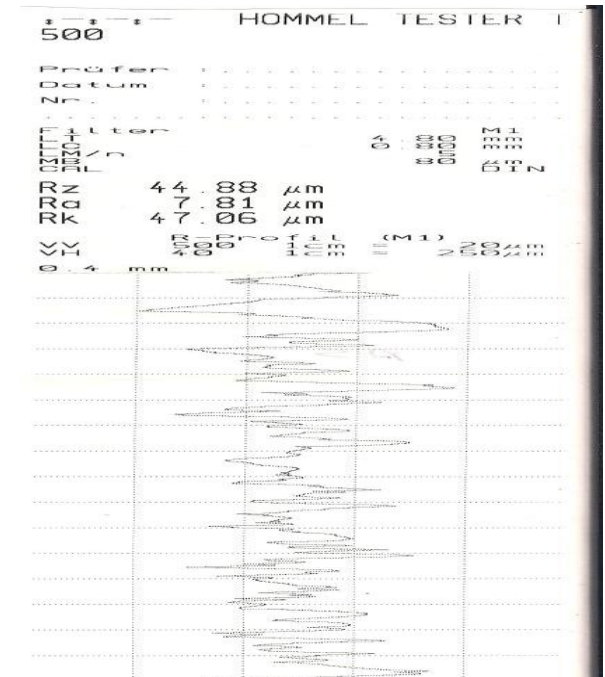 HOMMEL TESTER T
500
Prüfer :
Datum :
Nr. :
Filter M1
LT 4.80 mm
LC 0.80 mm
LM/n 5
MB 80 µm
CAL DIN
Rz 44.88 µm
Ra 7.81 µm
Rk 47.06 µm
R-Profil (M1)
VV 500 1cm = 20µm
VH 40 1cm = 250µm
0.4 mm